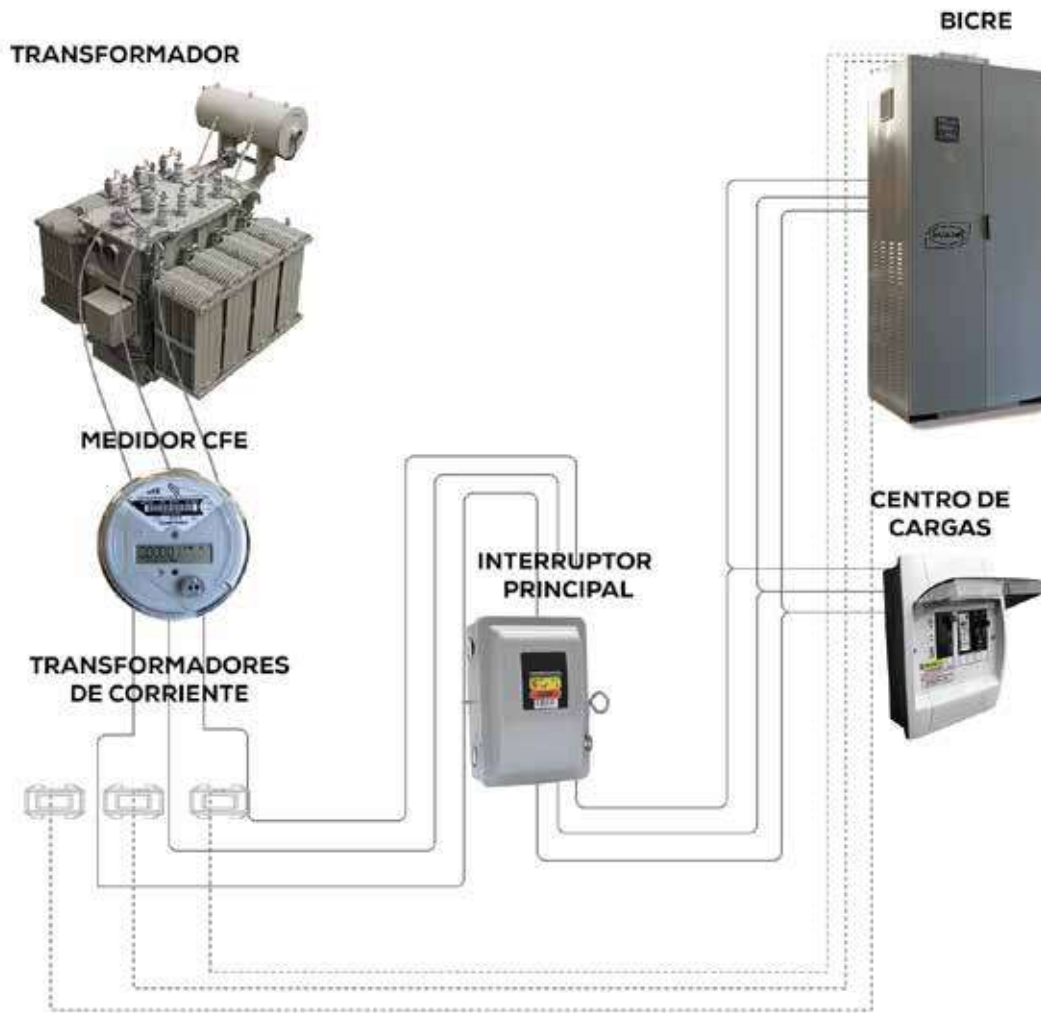 BICRE
TRANSFORMADOR
MEDIDOR CFE
CENTRO DE
CARGAS
INTERRUPTOR
PRINCIPAL
TRANSFORMADORES
DE CORRIENTE